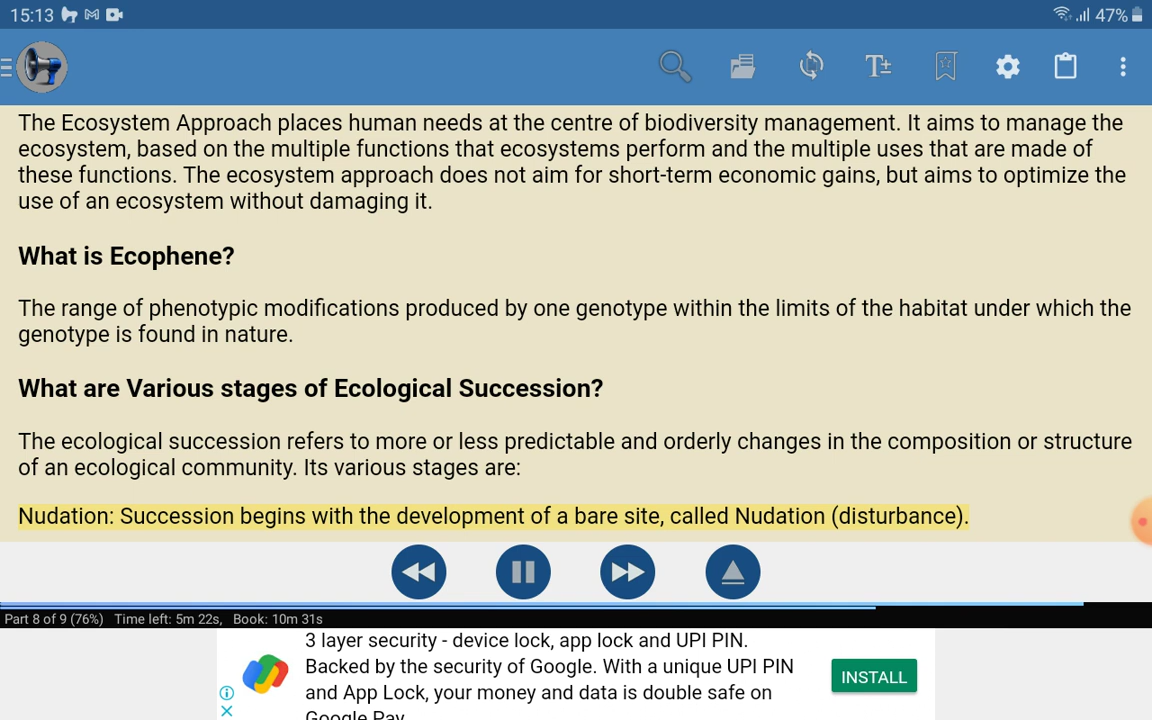 15:13
47%
T±
The Ecosystem Approach places human needs at the centre of biodiversity management. It aims to manage the
ecosystem, based on the multiple functions that ecosystems perform and the multiple uses that are made of
these functions. The ecosystem approach does not aim for short-term economic gains, but aims to optimize the
use of an ecosystem without damaging it.
What is Ecophene?
The range of phenotypic modifications produced by one genotype within the limits of the habitat under which the
genotype is found in nature.
What are Various stages of Ecological Succession?
The ecological succession refers to more or less predictable and orderly changes in the composition or structure
of an ecological community. Its various stages are:
Nudation: Succession begins with the development of a bare site, called Nudation (disturbance).
Part 8 of 9 (76%) Time left: 5m 22s, Book: 10m 31s
3 layer security - device lock, app lock and UPI PIN.
Backed by the security of Google. With a unique UPI PIN
and App Lock, your money and data is double safe on
Google Pay
INSTALL